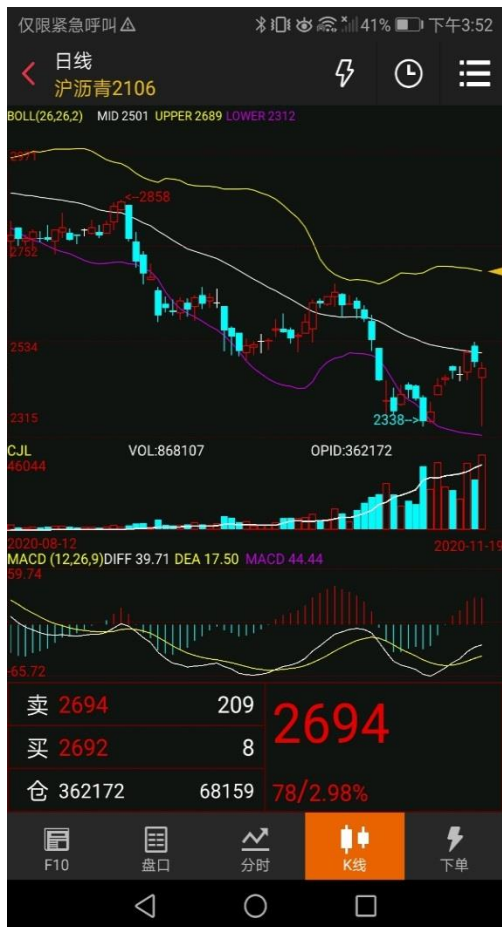 仅限紧急呼叫 41% 下午3:52
日线
沪沥青2106
BOLL(26,26,2) MID 2501 UPPER 2689 LOWER 2312
2971
<--2858
2752
2534
2315
2338-->
CJL VOL:868107 OPID:362172
46044
2020-08-12 2020-11-19
MACD (12,26,9)DIFF 39.71 DEA 17.50 MACD 44.44
59.74
-65.72
卖 2694 209
买 2692 8
仓 362172 68159
2694
78/2.98%
F10 盘口 分时 K线 下单